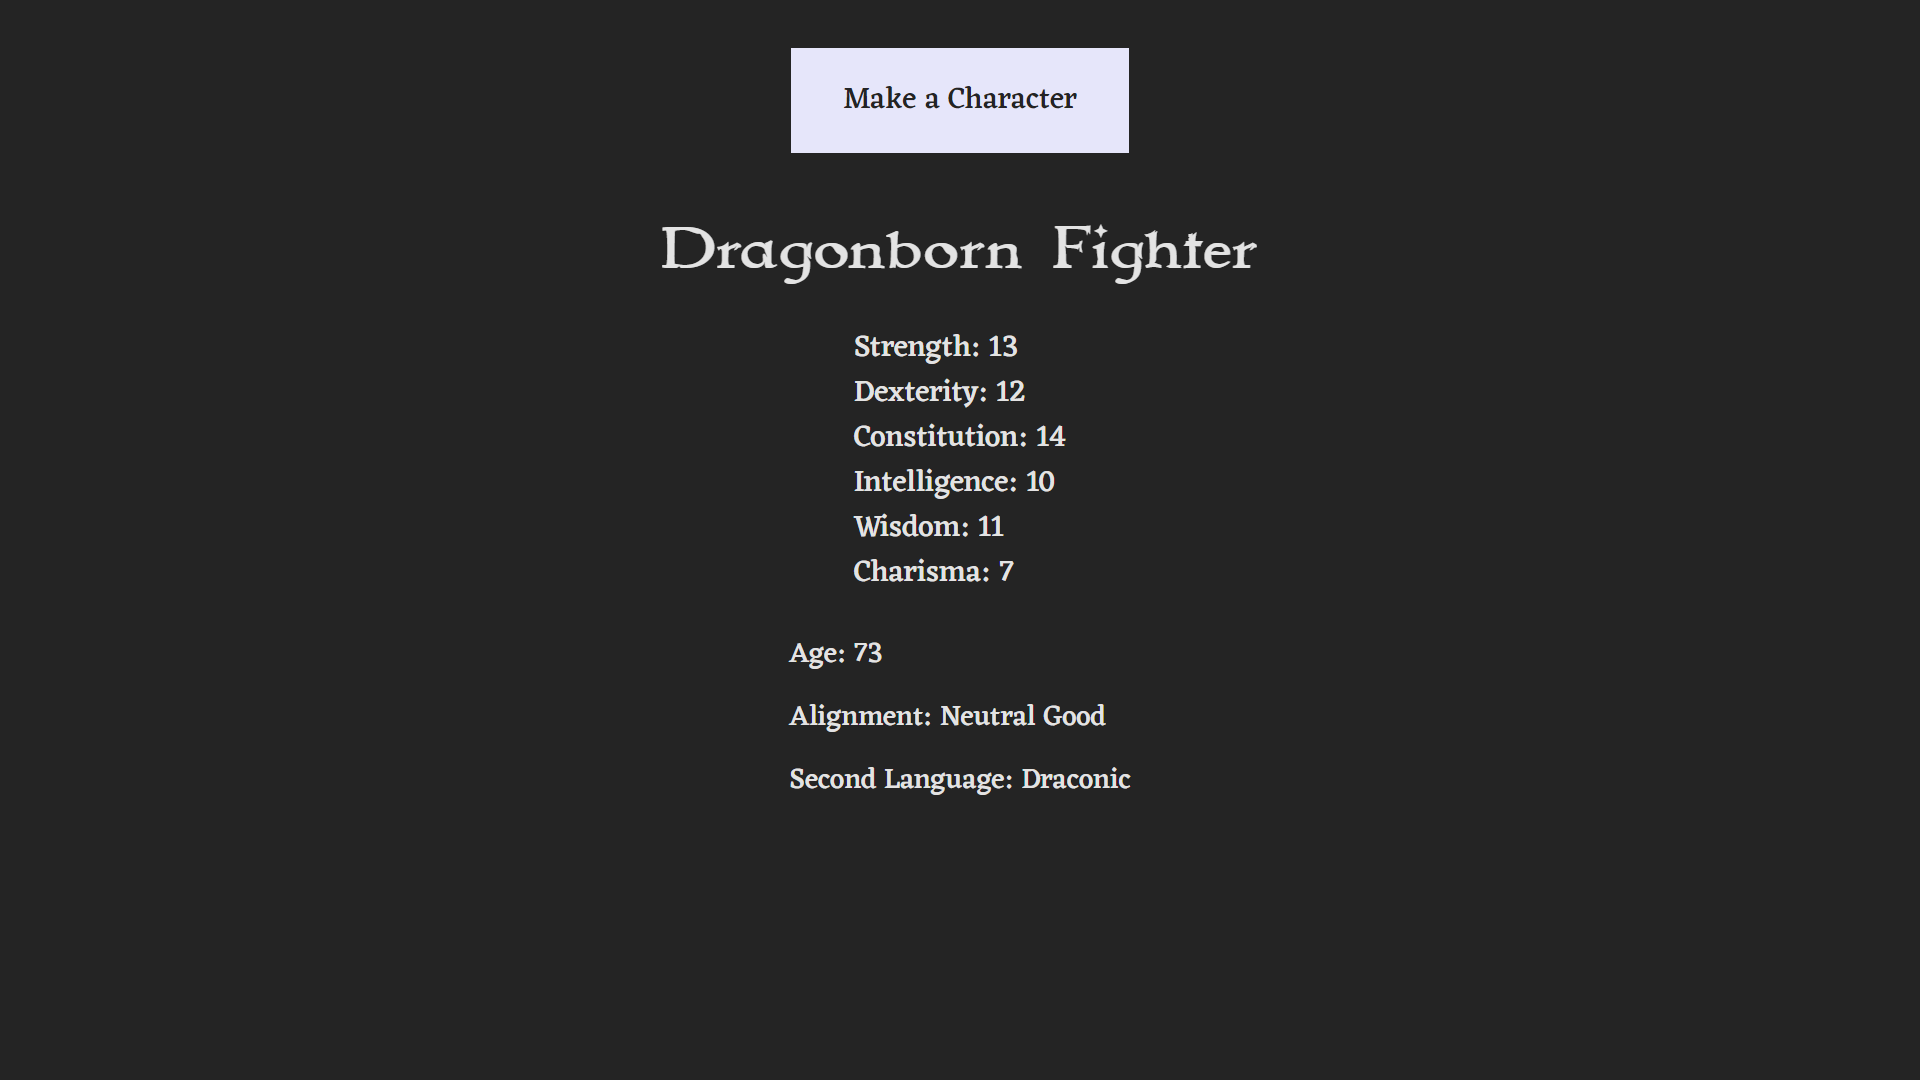 Make a Character
Dragonborn Fighter
Strength: 13
Dexterity: 12
Constitution: 14
Intelligence: 10
Wisdom: 11
Charisma: 7
Age: 73
Alignment: Neutral Good
Second Language: Draconic